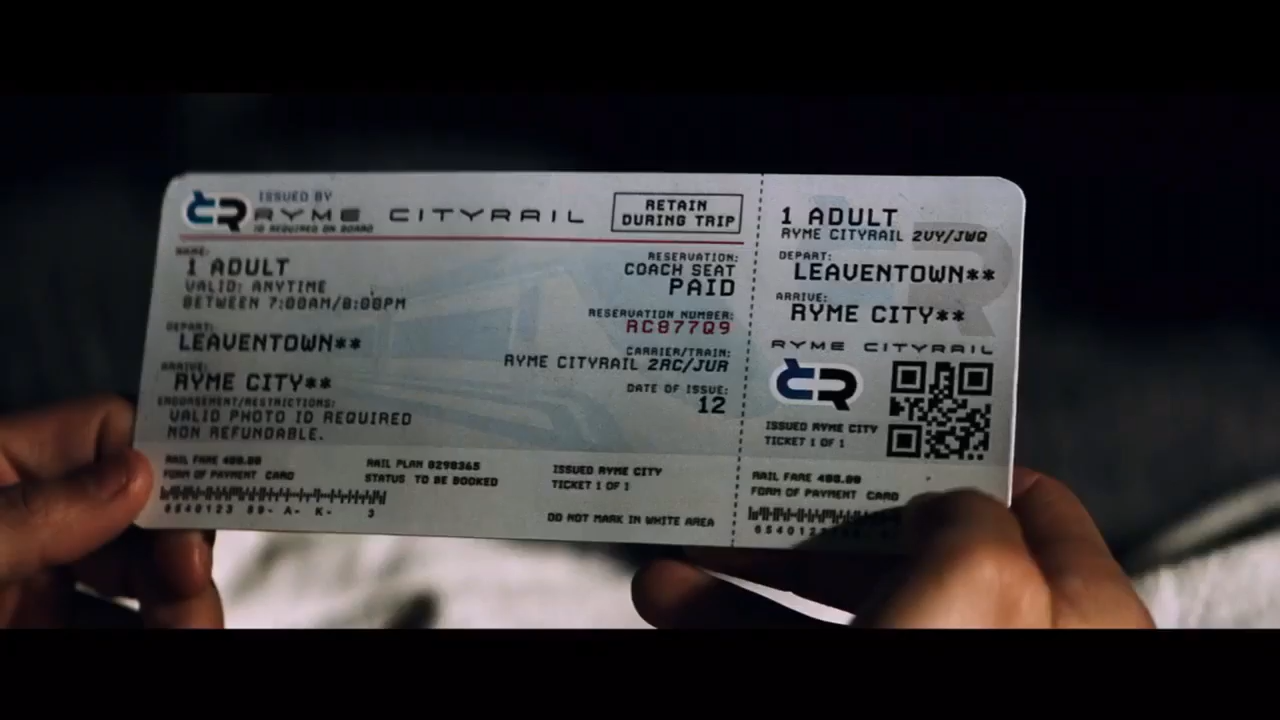 ISSUED BY
RYME CITYRAIL
ID REQUIRED ON BOARD
RETAIN
DURING TRIP
NAME:
1 ADULT
VALID: ANYTIME
BETWEEN 7:00AM/8:00PM
DEPART:
LEAVENTOWN**
ARRIVE:
RYME CITY**
ENDORSEMENT/RESTRICTIONS:
VALID PHOTO ID REQUIRED
NON REFUNDABLE.
RESERVATION:
COACH SEAT
PAID
RESERVATION NUMBER:
RC877Q9
CARRIER/TRAIN:
RYME CITYRAIL 2RC/JUR
DATE OF ISSUE:
12
RAIL FARE
FORM OF PAYMENT CARD
6540123 89- A- K- 3
RAIL PLAN 0298365
STATUS TO BE BOOKED
ISSUED RYME CITY
TICKET 1 OF 1
DO NOT MARK IN WHITE AREA
1 ADULT
RYME CITYRAIL 2UY/JWQ
DEPART:
LEAVENTOWN**
ARRIVE:
RYME CITY**
RYME CITYRAIL
CR
ISSUED RYME CITY
TICKET 1 OF 1
RAIL FARE
FORM OF PAYMENT CARD